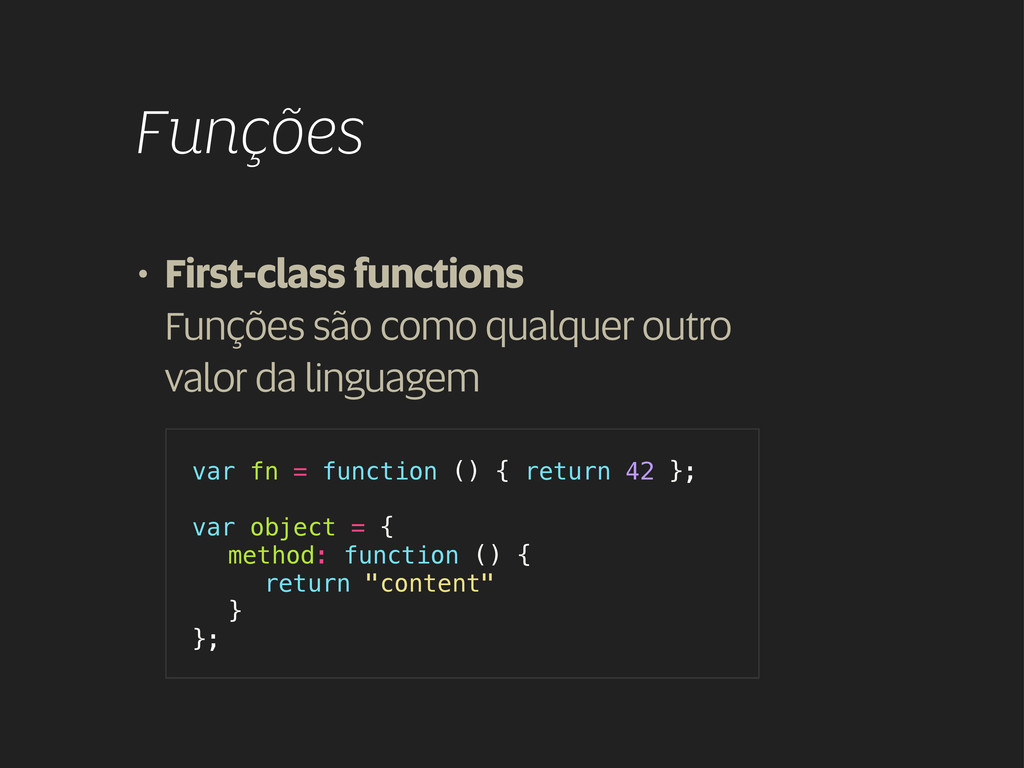 Funções
• First-class functions
Funções são como qualquer outro
valor da linguagem
var fn = function () { return 42 };
var object = {
method: function () {
return "content"
}
};